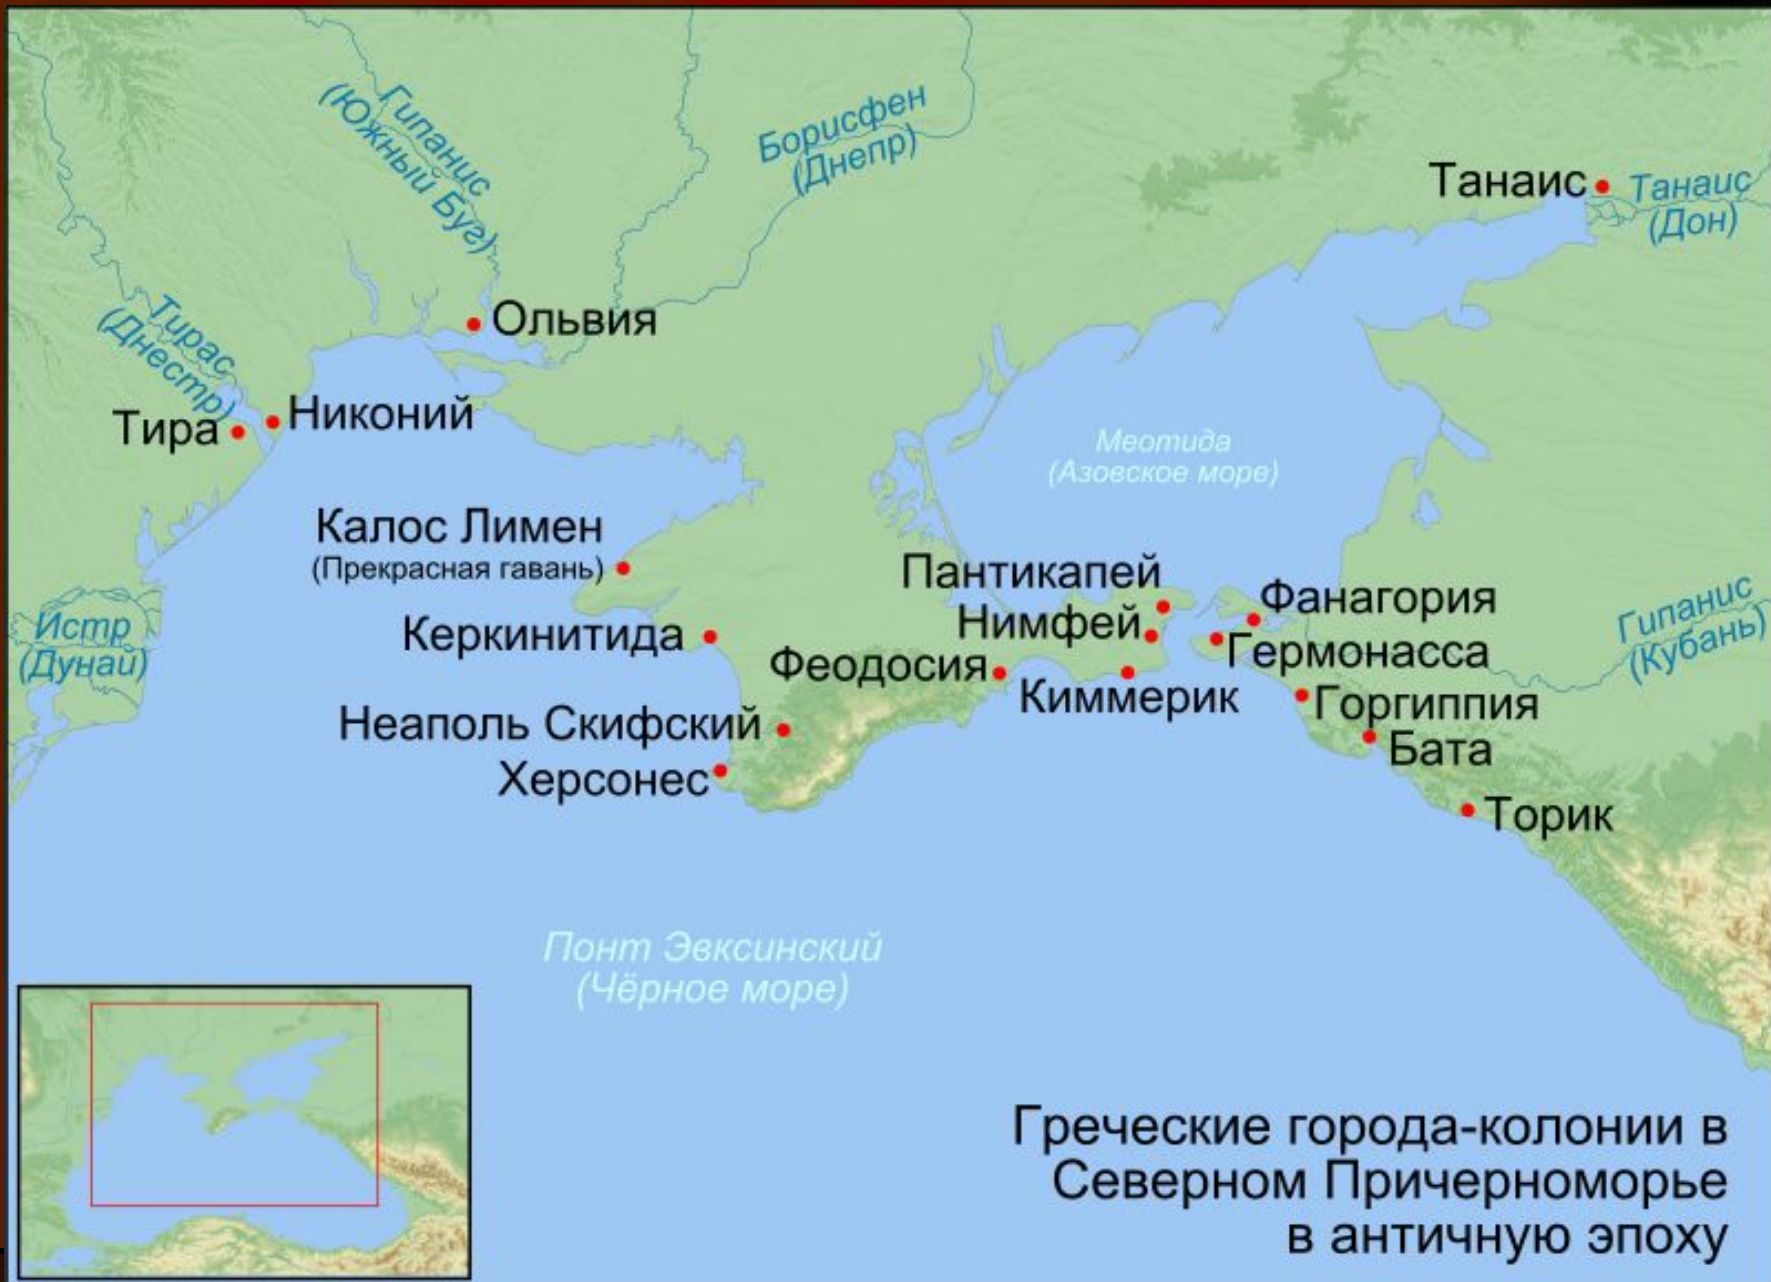 Гипанис
(Южный Буг)
Борисфен
(Днепр)
Танаис
Танаис
(Дон)
Тирас
(Днестр)
Ольвия
Никоний
Тира
Меотида
(Азовское море)
Калос Лимен
(Прекрасная гавань)
Пантикапей
Фанагория
Гипанис
(Кубань)
Истр
(Дунай)
Керкинитида
Нимфей
Гермонасса
Феодосия
Киммерик
Горгиппия
Неаполь Скифский
Бата
Херсонес
Торик
Понт Эвксинский
(Чёрное море)
Греческие города-колонии в
Северном Причерноморье
в античную эпоху